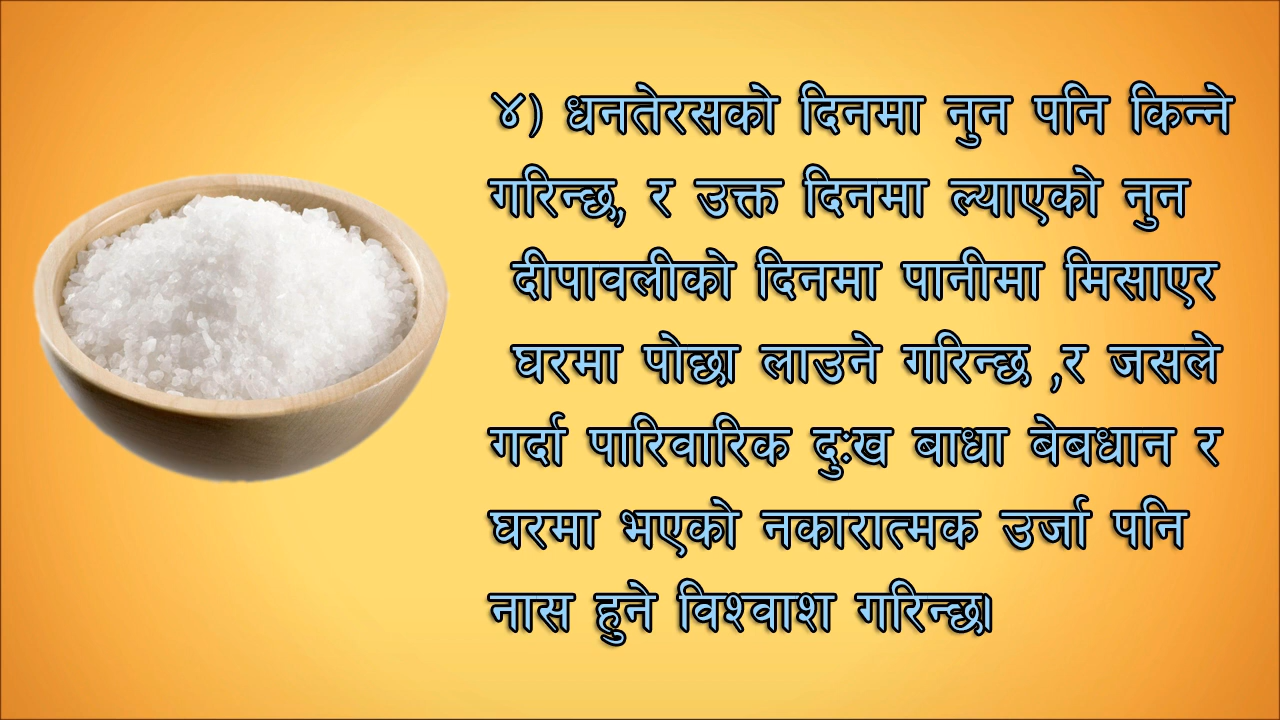 ४) धनतेरसको दिनमा नुन पनि किन्ने
गरिन्छ, र उक्त दिनमा ल्याएको नुन
दीपावलीको दिनमा पानीमा मिसाएर
घरमा पोछा लाउने गरिन्छ ,र जसले
गर्दा पारिवारिक दुःख बाधा बेबधान र
घरमा भएको नकारात्मक उर्जा पनि
नास हुने विश्वाश गरिन्छ।